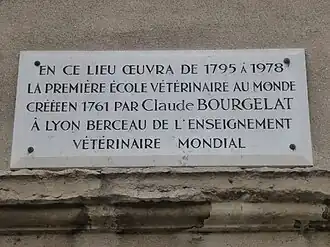 EN CE LIEU ŒUVRA DE 1795 À 1978
LA PREMIÈRE ÉCOLE VÉTÉRINAIRE AU MONDE
CRÉÉEEN 1761 PAR Claude BOURGELAT
À LYON BERCEAU DE L'ENSEIGNEMENT
VÉTÉRINAIRE MONDIAL